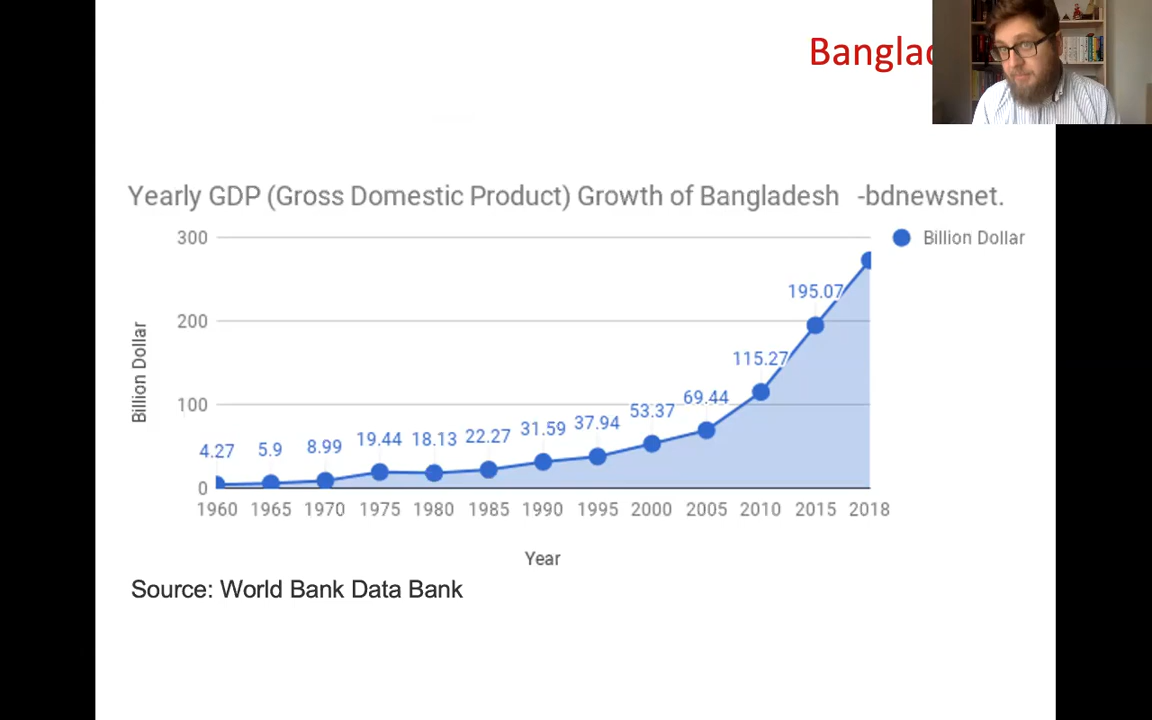 Yearly GDP (Gross Domestic Product) Growth of Bangladesh -bdnewsnet.
300
Billion Dollar
195.07
200
Billion Dollar
115.27
100
69.44
53.37
37.94
31.59
22.27
18.13
19.44
8.99
5.9
4.27
0
1960 1965 1970 1975 1980 1985 1990 1995 2000 2005 2010 2015 2018
Year
Source: World Bank Data Bank